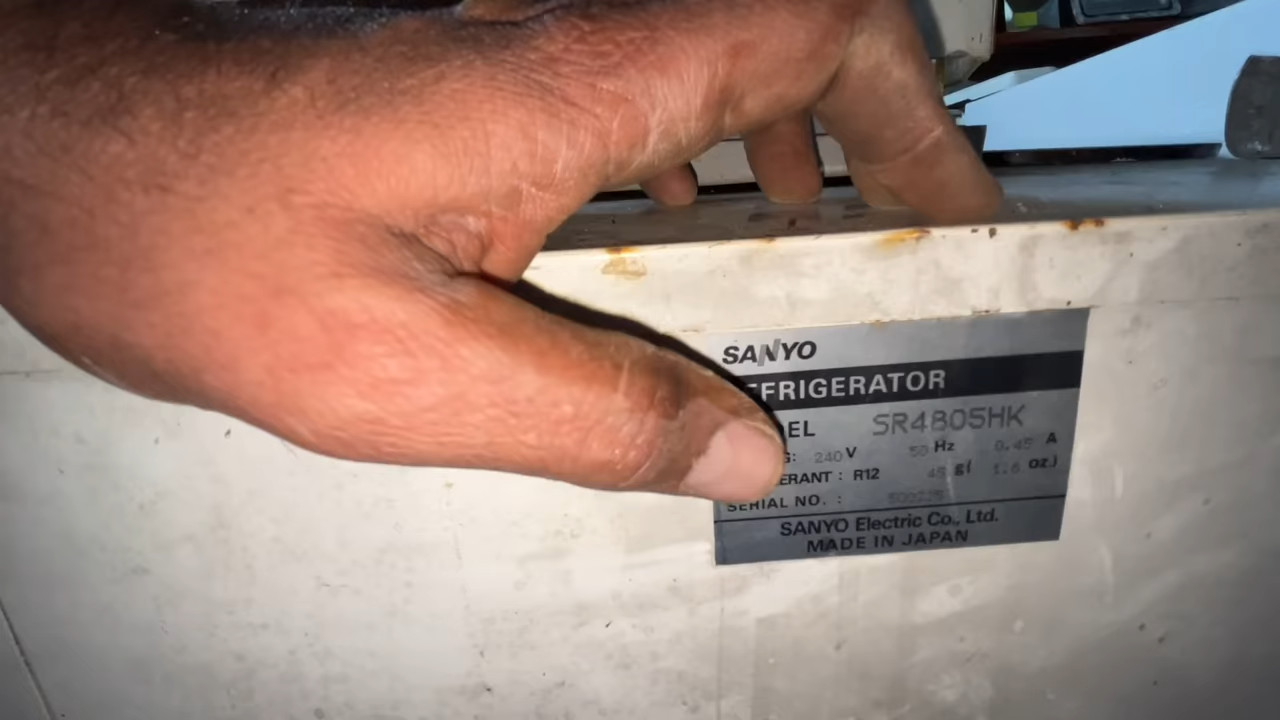 SANYO
EFRIGERATOR
DEL SR4805HK
G: 240 V 50 Hz 0.45 A
ERANT : R12 45 g( 1.6 oz.)
SERIAL NO. :
SANYO Electric Co., Ltd.
MADE IN JAPAN